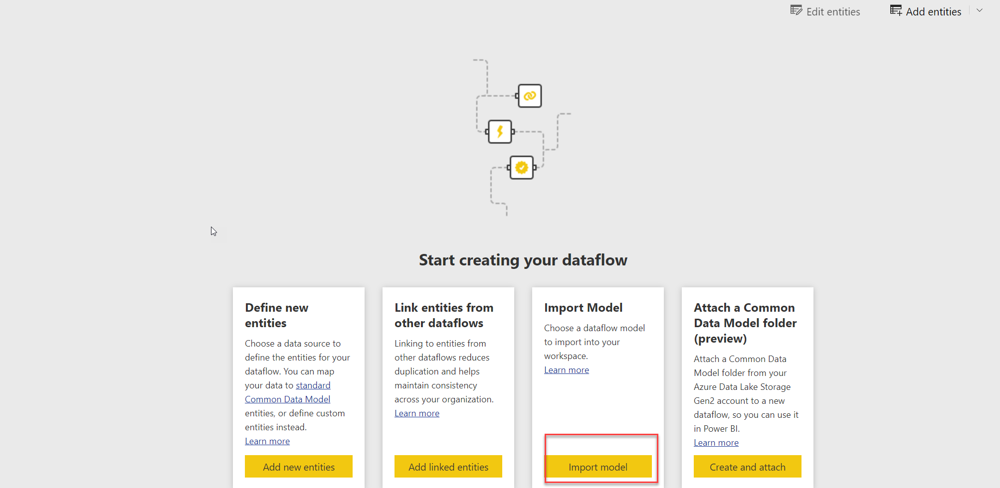 Edit entities
Add entities
Start creating your dataflow
Define new
entities
Choose a data source to
define the entities for your
dataflow. You can map
your data to standard
Common Data Model
entities, or define custom
entities instead.
Learn more
Add new entities
Link entities from
other dataflows
Linking to entities from
other dataflows reduces
duplication and helps
maintain consistency
across your organization.
Learn more
Add linked entities
Import Model
Choose a dataflow model
to import into your
workspace.
Learn more
Import model
Attach a Common
Data Model folder
(preview)
Attach a Common Data
Model folder from your
Azure Data Lake Storage
Gen2 account to a new
dataflow, so you can use it
in Power BI.
Learn more
Create and attach